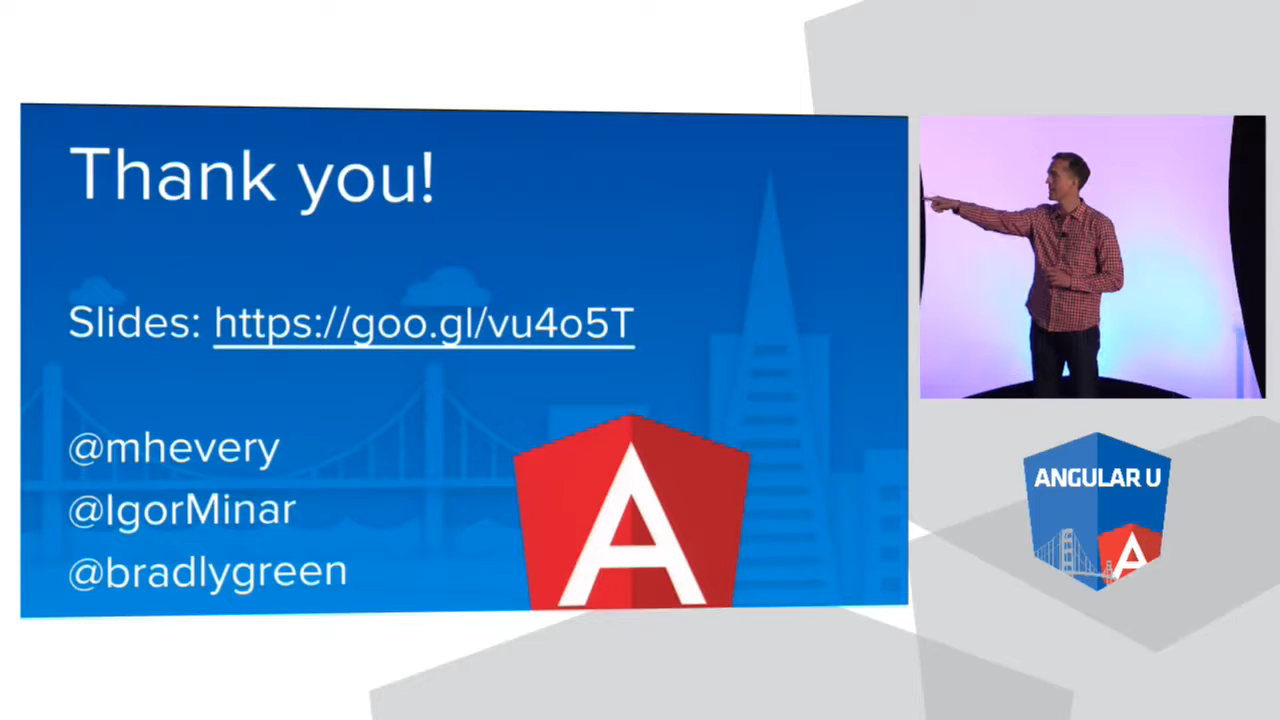 Thank you!
Slides: https://goo.gl/vu4o5T
@mhevery
@IgorMinar
@bradlygreen
ANGULAR U
A
A